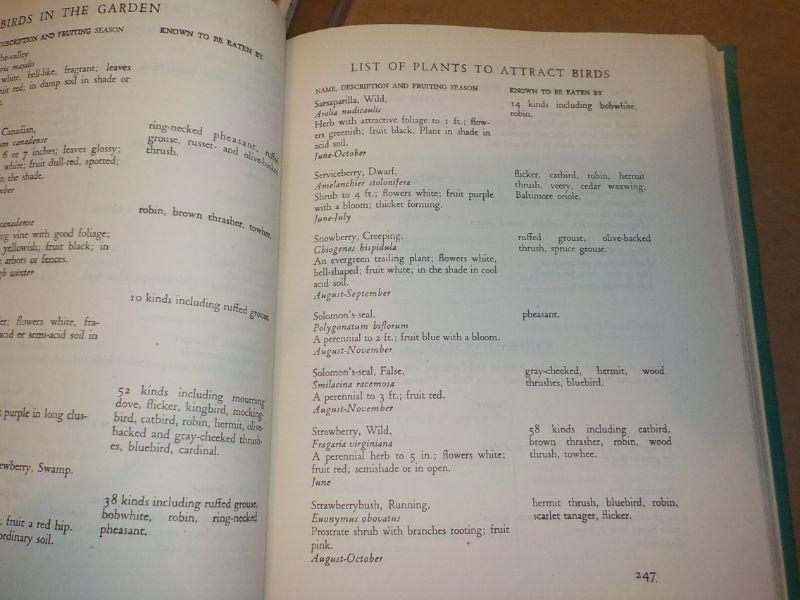 BIRDS IN THE GARDEN
DESCRIPTION AND FRUITING SEASON
KNOWN TO BE EATEN BY
white, bell-like, fragrant; leaves
red; in damp soil in shade or
Canadian,
canadense
6 or 7 inches; leaves glossy;
white; fruit dull-red, spotted;
in the shade.
ring-necked pheasant, ruffed
grouse, russet- and olive-backed
thrush.
canadense
vine with good foliage;
yellowish; fruit black; in
arbors or fences.
winter
robin, brown thrasher, towhee.
flowers white, fra-
acid or semi-acid soil in
10 kinds including ruffed grouse.
purple in long clus-
52 kinds including mourning
dove, flicker, kingbird, mocking-
bird, catbird, robin, hermit, olive-
backed and gray-cheeked thrush-
es, bluebird, cardinal.
Swamp.
fruit a red hip.
ordinary soil.
38 kinds including ruffed grouse,
bobwhite, robin, ring-necked
pheasant.
LIST OF PLANTS TO ATTRACT BIRDS
NAME, DESCRIPTION AND FRUITING SEASON
KNOWN TO BE EATEN BY
Sarsaparilla, Wild,
Aralia nudicaulis
Herb with attractive foliage to 1 ft.; flow-
ers greenish; fruit black. Plant in shade in
acid soil.
June-October
14 kinds including bobwhite,
robin.
Serviceberry, Dwarf,
Amelanchier stolonifera
Shrub to 4 ft.; flowers white; fruit purple
with a bloom; thicket forming.
June-July
flicker, catbird, robin, hermit
thrush, veery, cedar waxwing,
Baltimore oriole.
Snowberry, Creeping,
Chiogenes hispidula
An evergreen trailing plant; flowers white,
bell-shaped; fruit white; in the shade in cool
acid soil.
August-September
ruffed grouse, olive-backed
thrush, spruce grouse.
Solomon's-seal,
Polygonatum biflorum
A perennial to 2 ft.; fruit blue with a bloom.
August-November
pheasant.
Solomon's-seal, False,
Smilacina racemosa
A perennial to 3 ft.; fruit red.
August-November
gray-cheeked, hermit, wood
thrushes, bluebird.
Strawberry, Wild,
Fragaria virginiana
A perennial herb to 5 in.; flowers white;
fruit red; semishade or in open.
June
58 kinds including catbird,
brown thrasher, robin, wood
thrush, towhee.
Strawberrybush, Running,
Euonymus obovatus
Prostrate shrub with branches rooting; fruit
pink.
August-October
hermit thrush, bluebird, robin,
scarlet tanager, flicker.
247